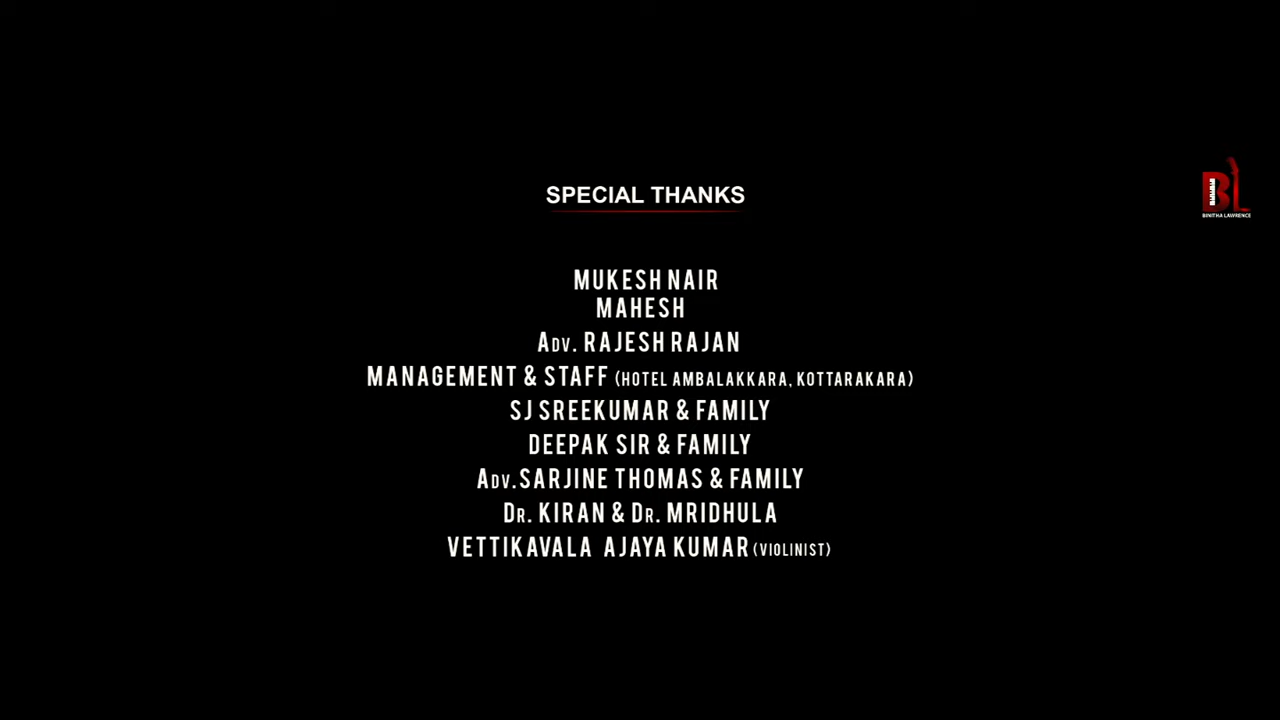 SPECIAL THANKS
BL
BINITHA LAWRENCE
MUKESH NAIR
MAHESH
ADV. RAJESH RAJAN
MANAGEMENT & STAFF (HOTEL AMBALAKKARA, KOTTARAKARA)
SJ SREEKUMAR & FAMILY
DEEPAK SIR & FAMILY
ADV.SARJINE THOMAS & FAMILY
DR. KIRAN & DR. MRIDHULA
VETTIKAVALA AJAYA KUMAR (VIOLINIST)